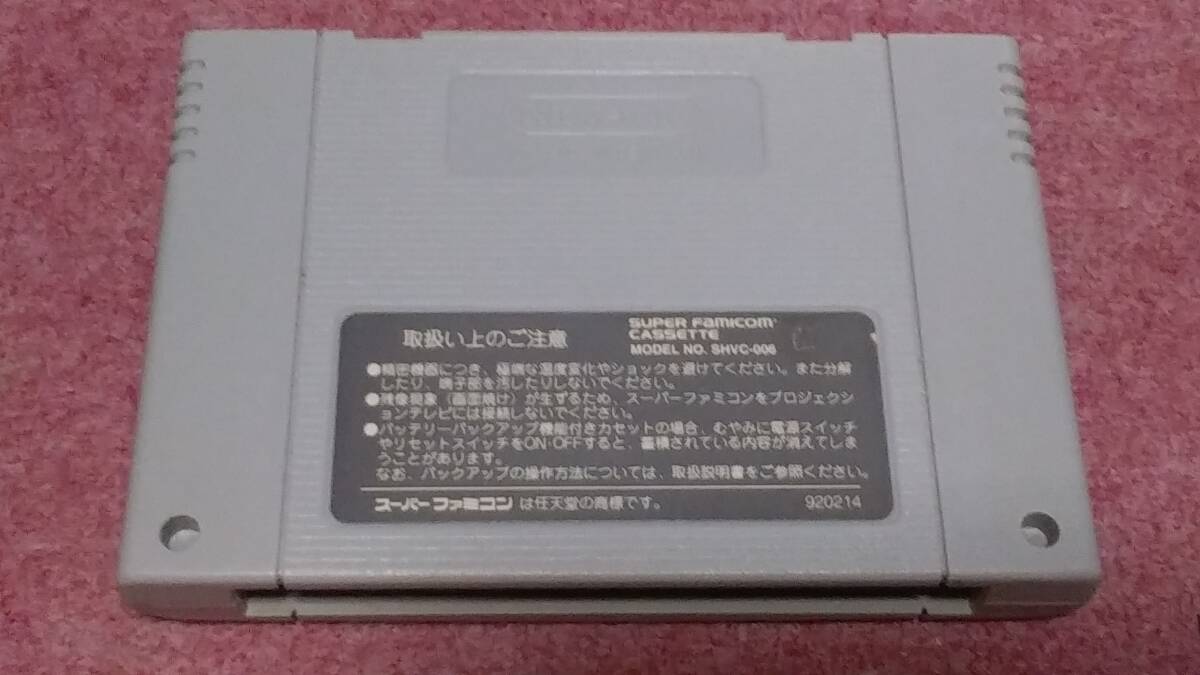 取扱い上のご注意
SUPER FAMICOM
CASSETTE
MODEL NO. SHVC-006
●精密機器につき、極端な温度変化やショックを避けてください。また分解
したり、端子部を汚したりしないでください。
●残像現象（画面焼け）が生ずるため、スーパーファミコンをプロジェクシ
ョンテレビには接続しないでください。
●バッテリーバックアップ機能付きカセットの場合、むやみに電源スイッチ
やリセットスイッチをON・OFFすると、蓄積されている内容が消えてしま
うことがあります。
なお、バックアップの操作方法については、取扱説明書をご参照ください。
スーパーファミコン は任天堂の商標です。
920214